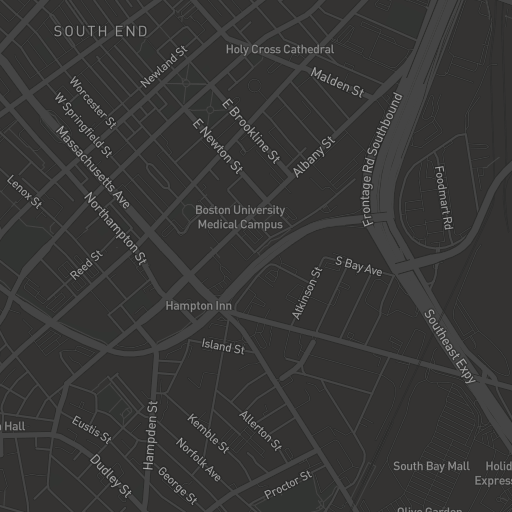 SOUTH END
Holy Cross Cathedral
Newland St
Malden St
Worcester St
W Springfield St
E Brookline St
E Newton St
Albany St
Massachusetts Ave
Frontage Rd Southbound
Foodmart Rd
Lenox St
Northampton St
Boston University
Medical Campus
Reed St
S Bay Ave
Atkinson St
Hampton Inn
Southeast Expy
Island St
Hall
Eustis St
Hampden St
Kemble St
Allerton St
Norfolk Ave
Dudley St
George St
Proctor St
South Bay Mall
Holid
Express
Olive Garden